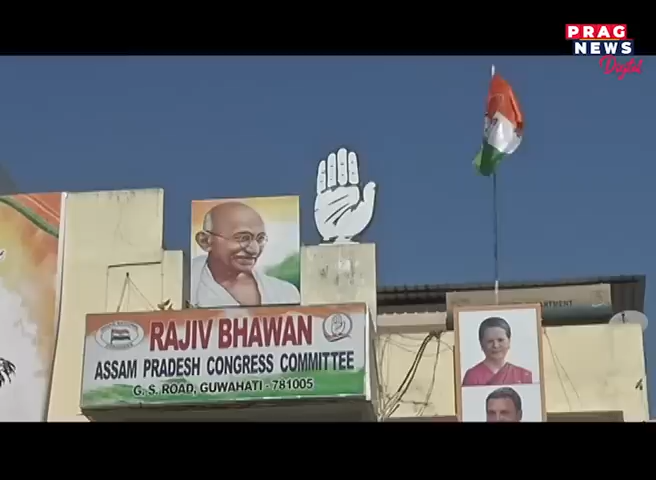 PRAG
NEWS
Digital
RAJIV BHAWAN
ASSAM PRADESH CONGRESS COMMITTEE
G. S. ROAD, GUWAHATI - 781005